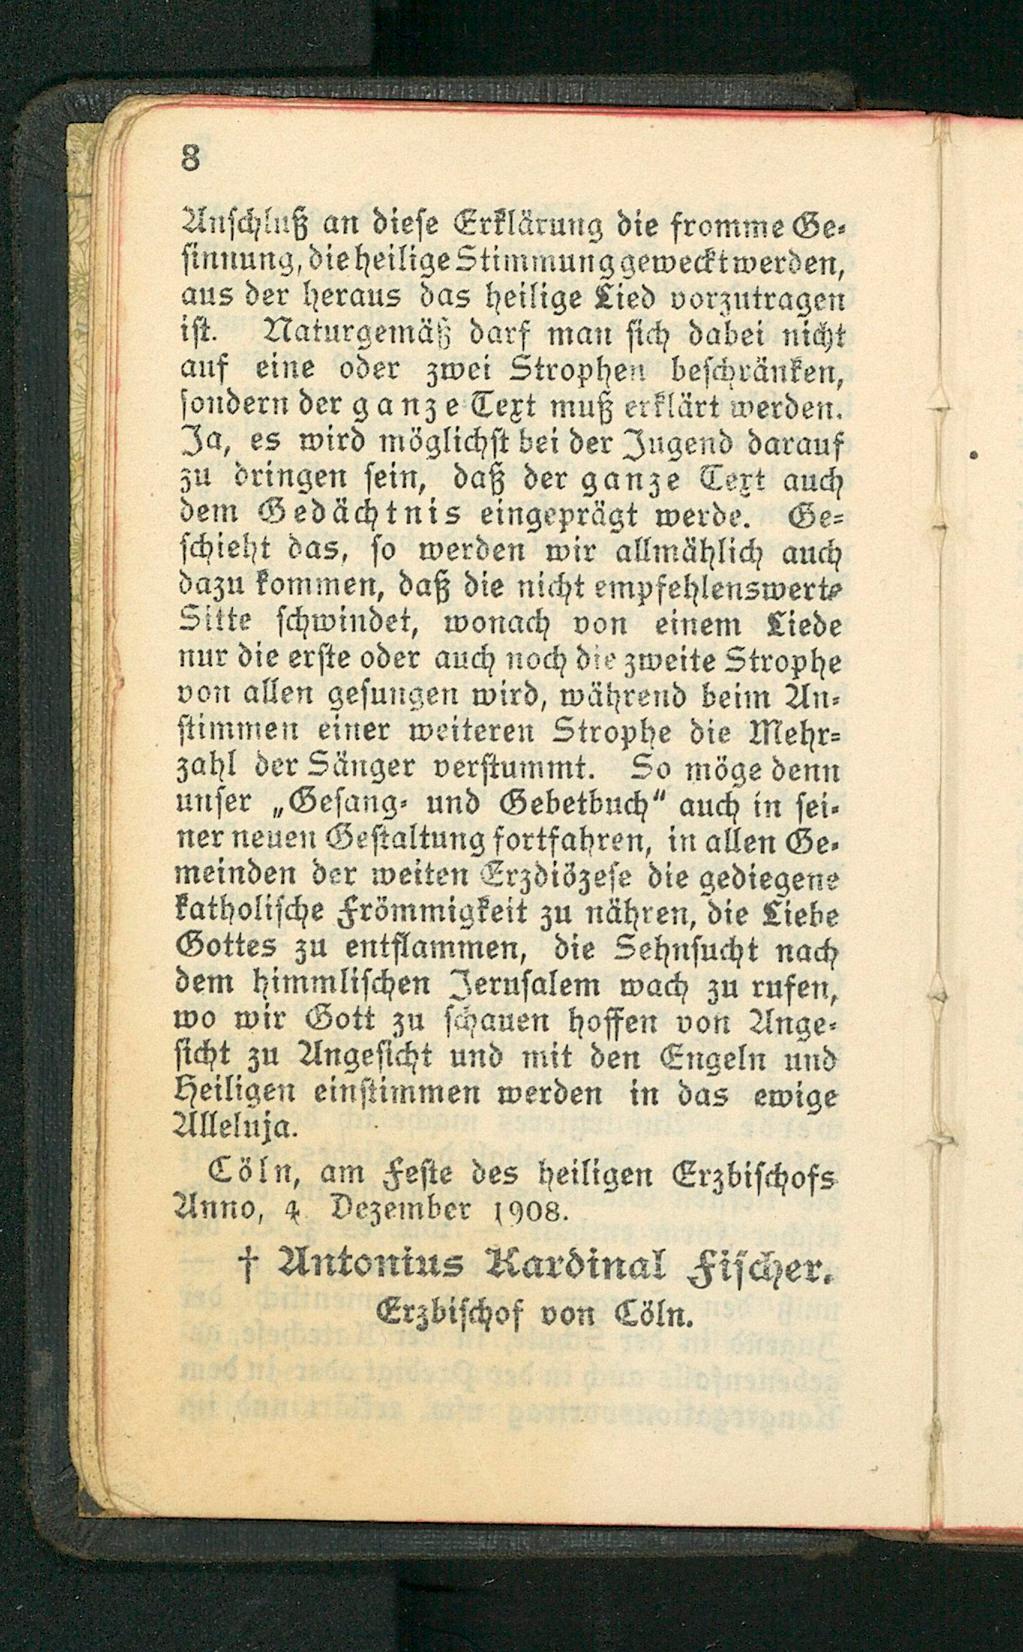 8
Anschluß an diese Erklärung die fromme Ge-
sinnung, die heilige Stimmung geweckt werden,
aus der heraus das heilige Lied vorzutragen
ist. Naturgemäß darf man sich dabei nicht
auf eine oder zwei Strophen beschränken,
sondern der ganze Text muß erklärt werden.
Ja, es wird möglichst bei der Jugend darauf
zu dringen sein, daß der ganze Text auch
dem Gedächtnis eingeprägt werde. Ge-
schieht das, so werden wir allmählich auch
dazu kommen, daß die nicht empfehlenswerte
Sitte schwindet, wonach von einem Liede
nur die erste oder auch noch die zweite Strophe
von allen gesungen wird, während beim An-
stimmen einer weiteren Strophe die Mehr-
zahl der Sänger verstummt. So möge denn
unser „Gesang- und Gebetbuch“ auch in sei-
ner neuen Gestaltung fortfahren, in allen Ge-
meinden der weiten Erzdiözese die gediegene
katholische Frömmigkeit zu nähren, die Liebe
Gottes zu entflammen, die Sehnsucht nach
dem himmlischen Jerusalem wach zu rufen,
wo wir Gott zu schauen hoffen von Ange-
sicht zu Angesicht und mit den Engeln und
Heiligen einstimmen werden in das ewige
Alleluja.
Cöln, am Feste des heiligen Erzbischofs
Anno, 4. Dezember 1908.
† Antonius Kardinal Fischer.
Erzbischof von Cöln.